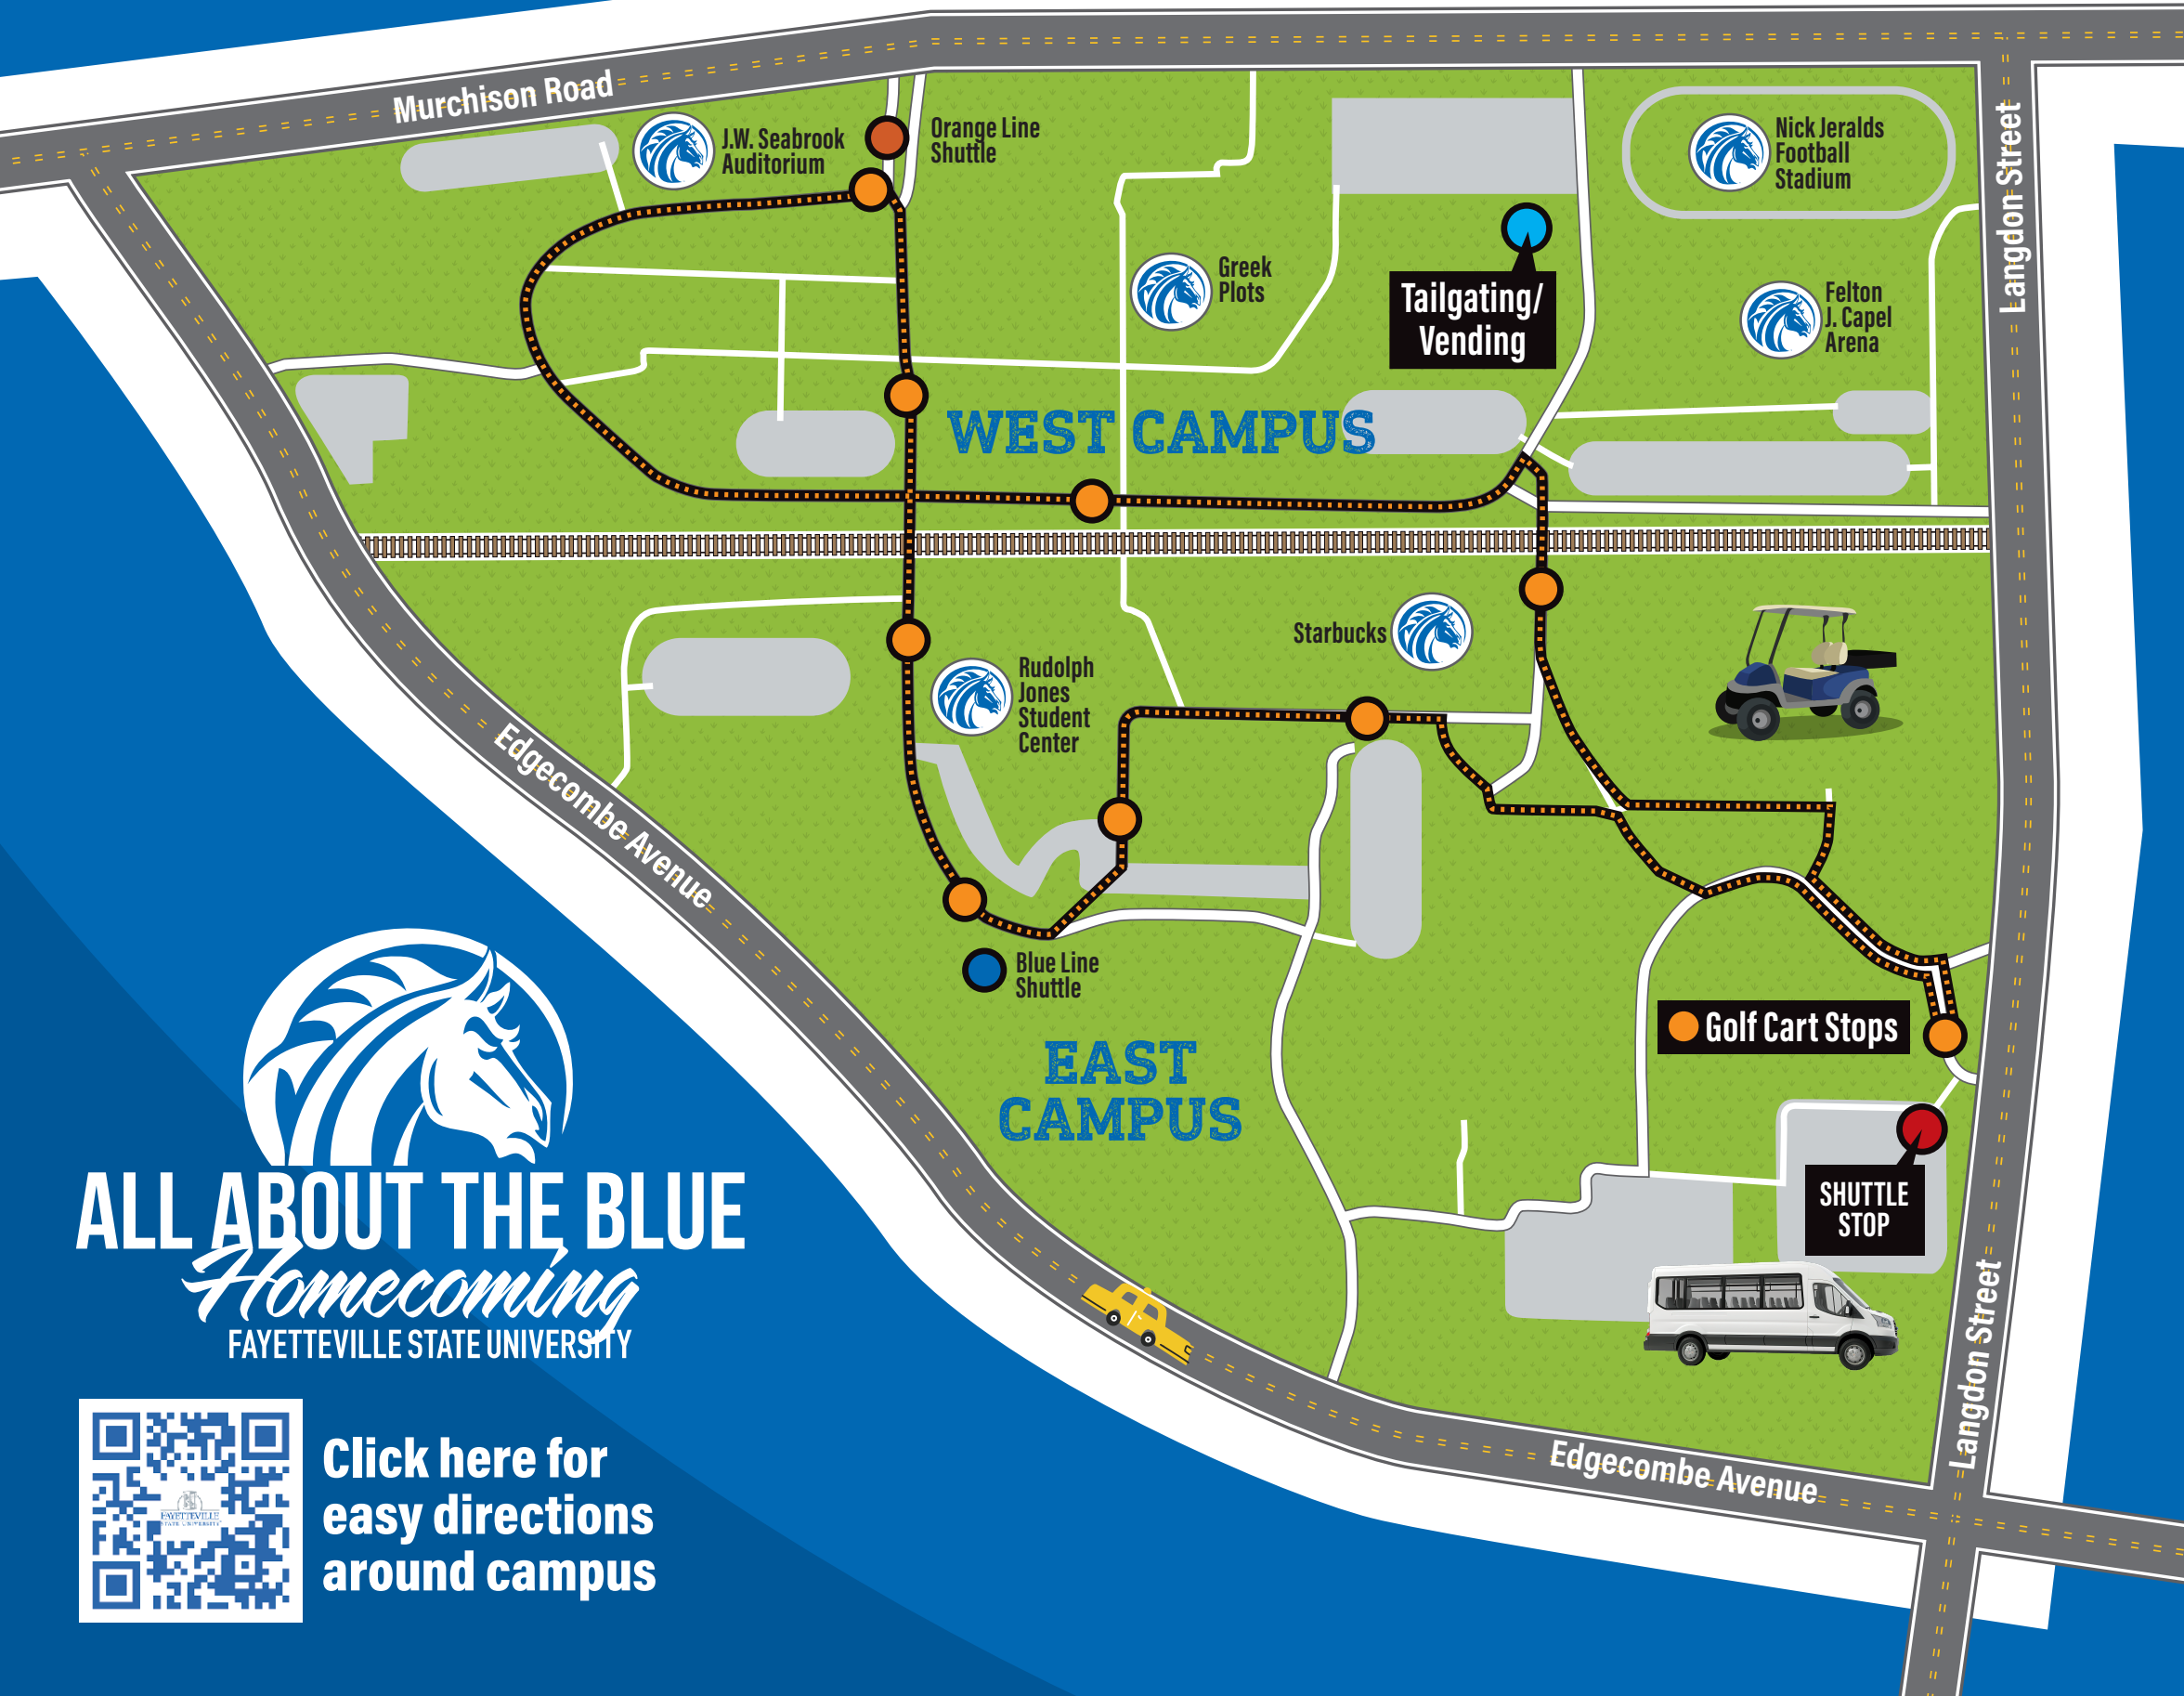 Murchison Road
J.W. Seabrook
Auditorium
Orange Line
Shuttle
Nick Jeralds
Football
Stadium
Langdon Street
Greek
Plots
Tailgating/
Vending
Felton
J. Capel
Arena
WEST CAMPUS
Starbucks
Rudolph
Jones
Student
Center
Edgecombe Avenue
Blue Line
Shuttle
Golf Cart Stops
EAST
CAMPUS
SHUTTLE
STOP
Langdon Street
Edgecombe Avenue
ALL ABOUT THE BLUE
Homecoming
FAYETTEVILLE STATE UNIVERSITY
FAYETTEVILLE
STATE UNIVERSITY
Click here for
easy directions
around campus